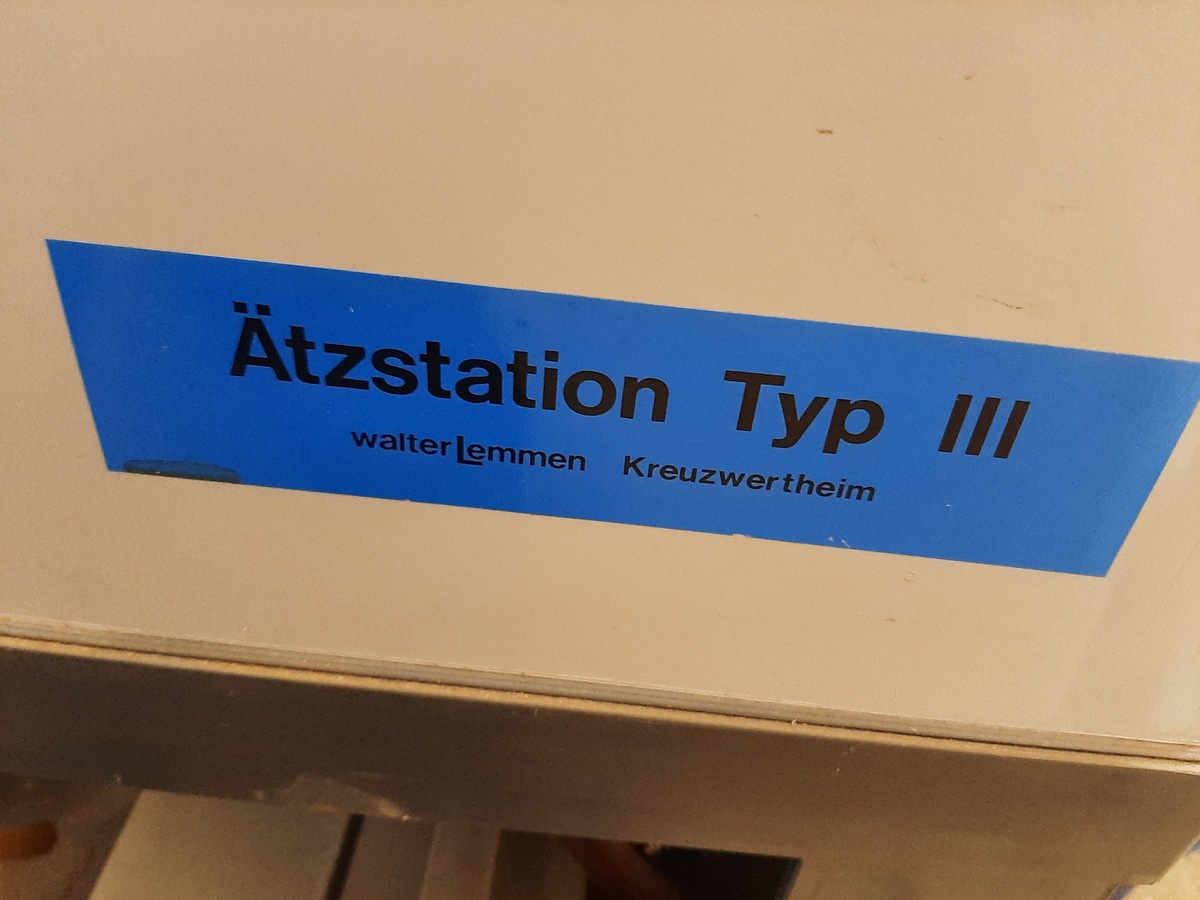 Ätzstation Typ III
walter Lemmen Kreuzwertheim